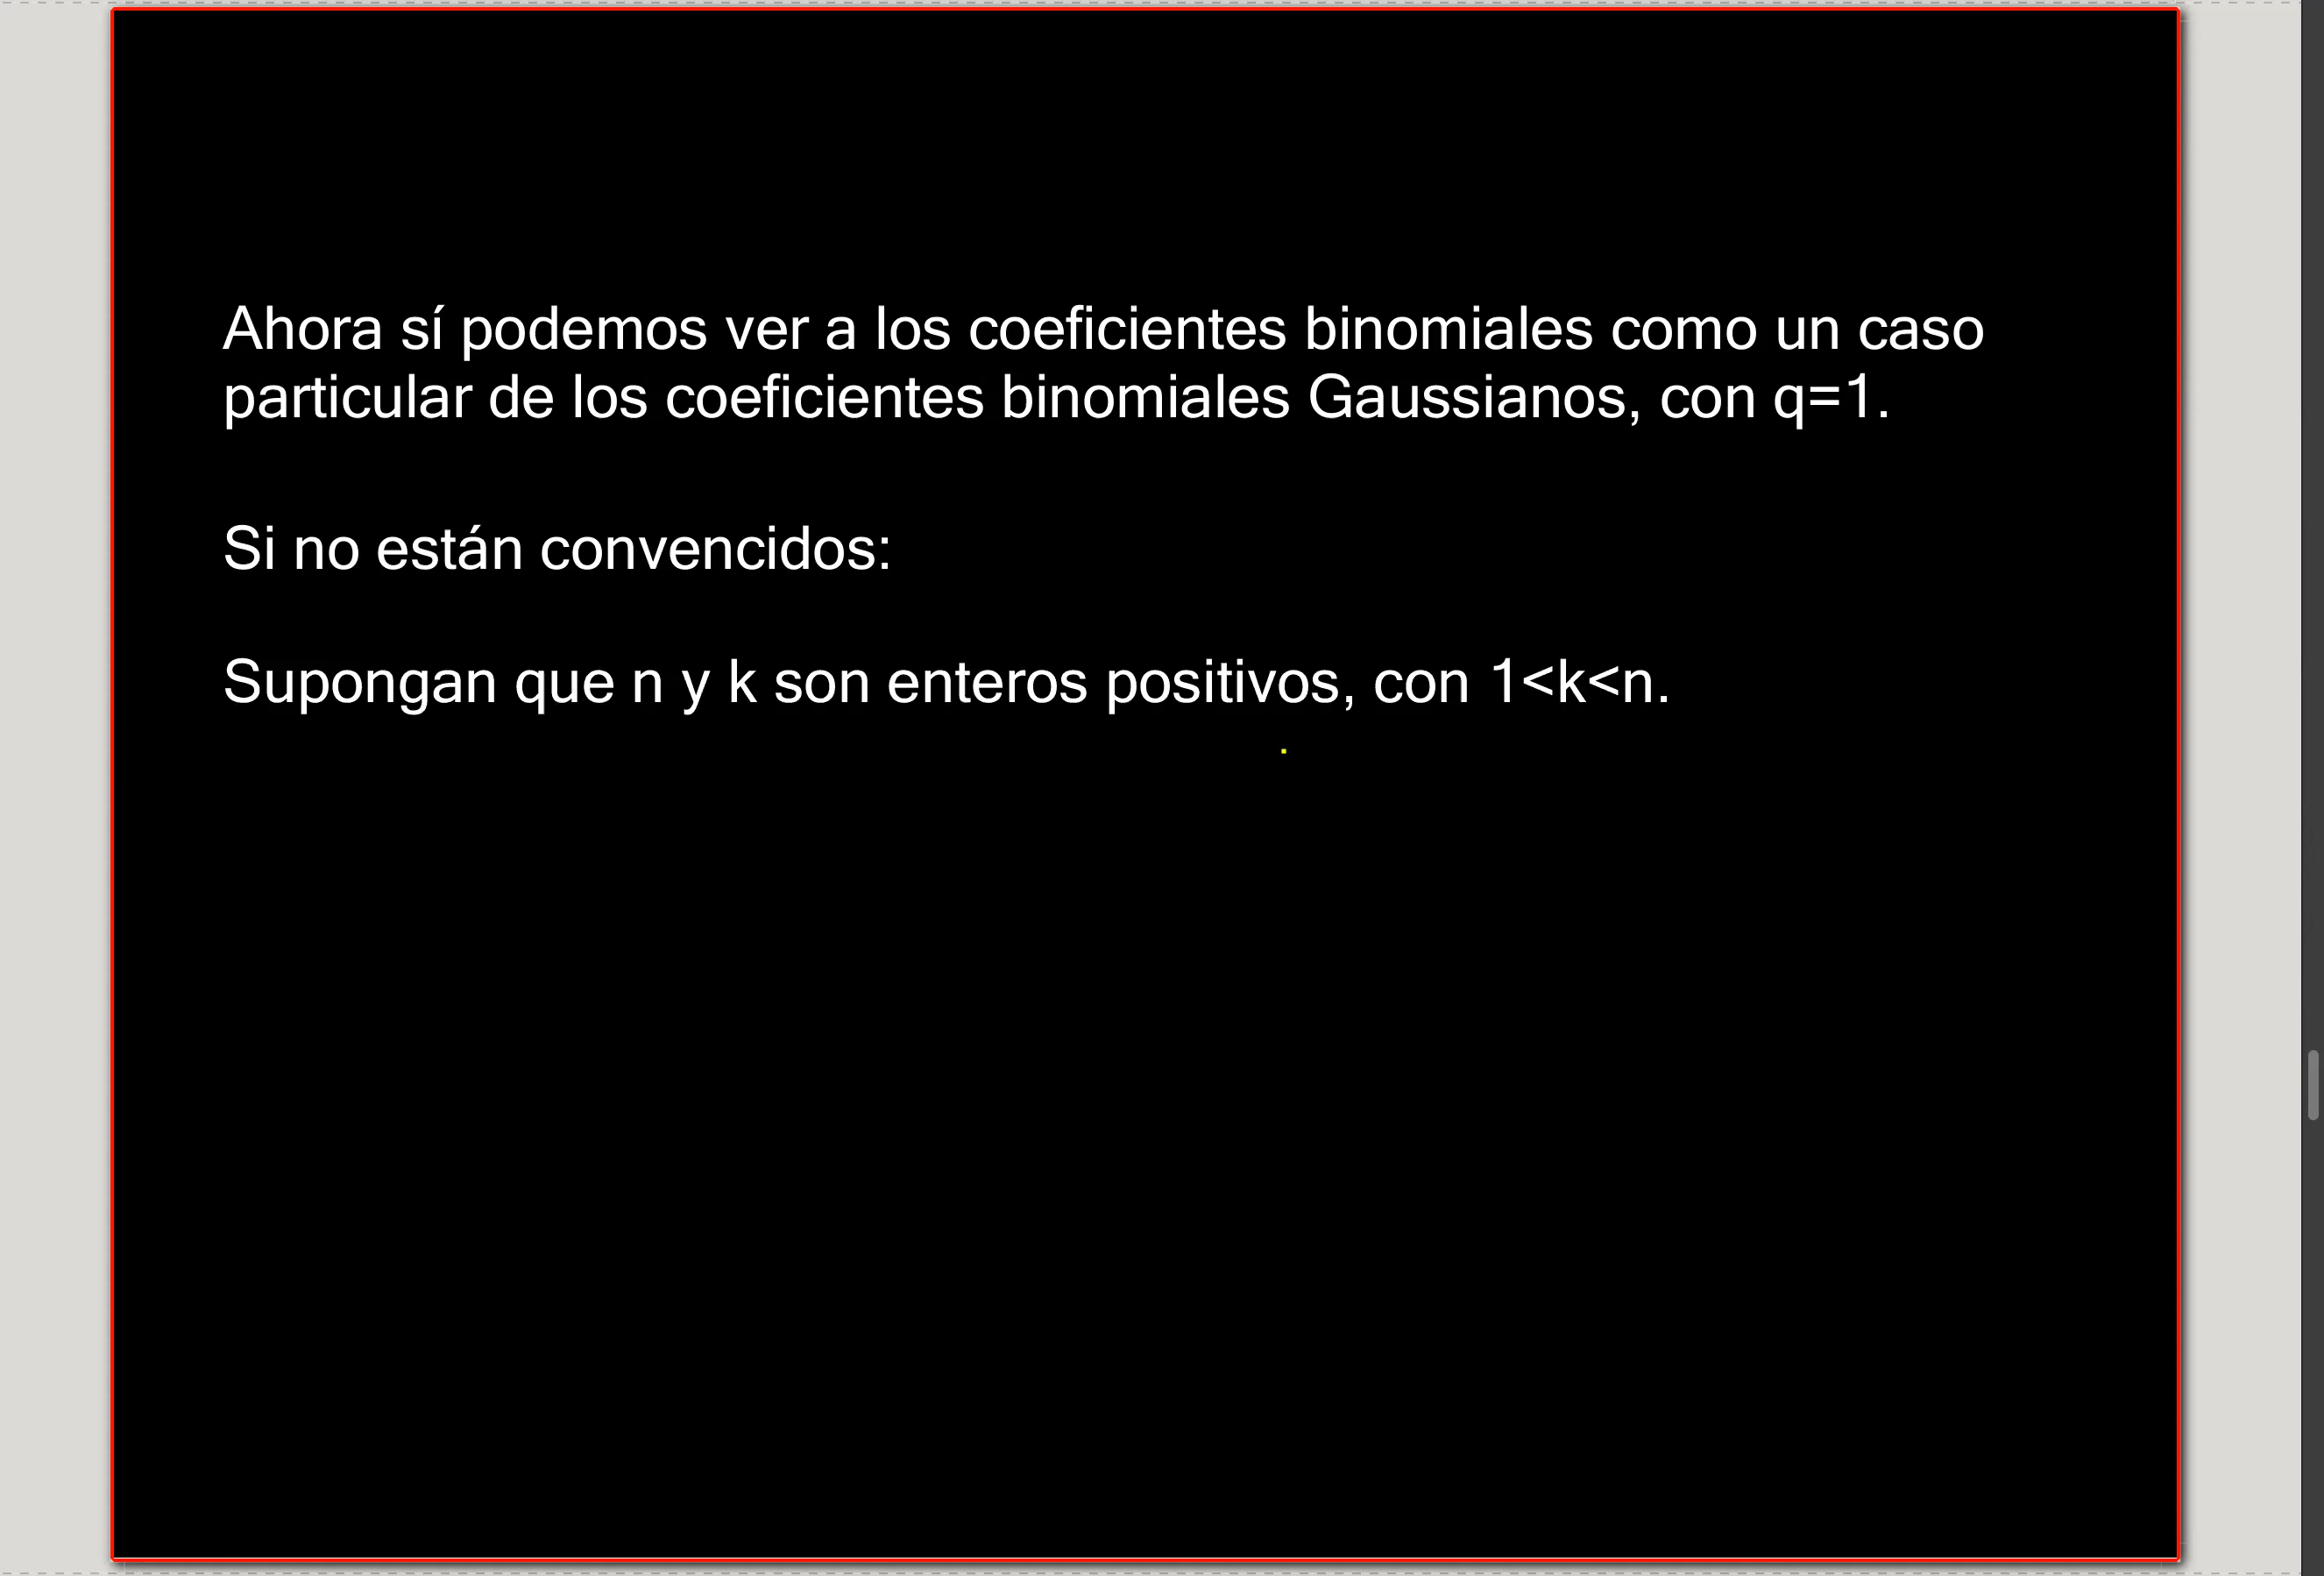 Ahora sí podemos ver a los coeficientes binomiales como un caso
particular de los coeficientes binomiales Gaussianos, con q=1.
Si no están convencidos:
Supongan que n y k son enteros positivos, con 1<k<n.